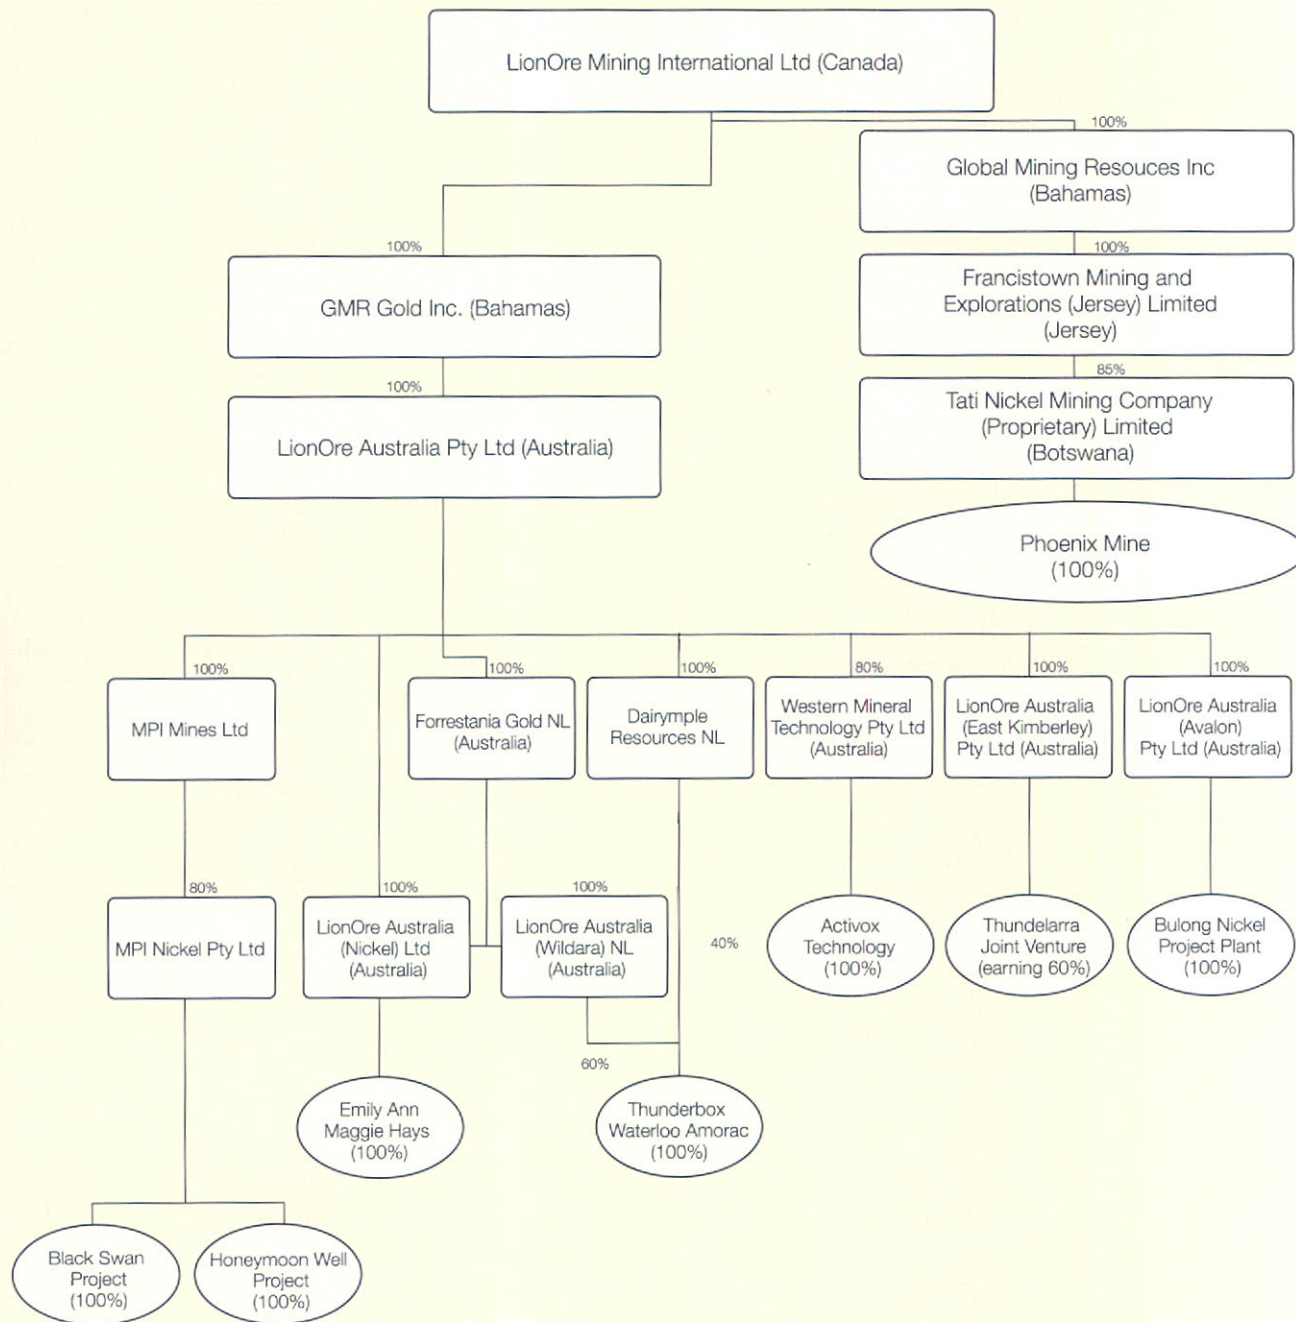 LionOre Mining International Ltd (Canada)
100%
Global Mining Resouces Inc
(Bahamas)
100%
GMR Gold Inc. (Bahamas)
100%
Francistown Mining and
Explorations (Jersey) Limited
(Jersey)
100%
LionOre Australia Pty Ltd (Australia)
85%
Tati Nickel Mining Company
(Proprietary) Limited
(Botswana)
Phoenix Mine
(100%)
100%
MPI Mines Ltd
100%
Forrestania Gold NL
(Australia)
100%
Dairymple
Resources NL
80%
Western Mineral
Technology Pty Ltd
(Australia)
100%
LionOre Australia
(East Kimberley)
Pty Ltd (Australia)
100%
LionOre Australia
(Avalon)
Pty Ltd (Australia)
80%
MPI Nickel Pty Ltd
100%
LionOre Australia
(Nickel) Ltd
(Australia)
100%
LionOre Australia
(Wildara) NL
(Australia)
40%
Activox
Technology
(100%)
Thundelarra
Joint Venture
(earning 60%)
Bulong Nickel
Project Plant
(100%)
60%
Emily Ann
Maggie Hays
(100%)
Thunderbox
Waterloo Amorac
(100%)
Black Swan
Project
(100%)
Honeymoon Well
Project
(100%)